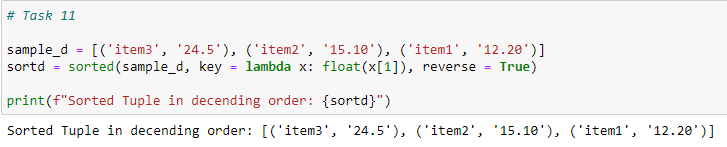 # Task 11
sample_d = [('item3', '24.5'), ('item2', '15.10'), ('item1', '12.20')]
sortd = sorted(sample_d, key = lambda x: float(x[1]), reverse = True)
print(f"Sorted Tuple in decending order: {sortd}")
Sorted Tuple in decending order: [('item3', '24.5'), ('item2', '15.10'), ('item1', '12.20')]